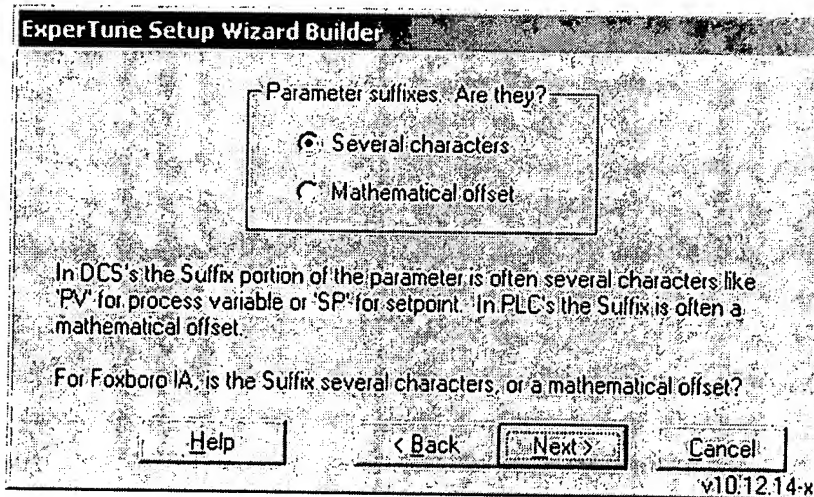 ExperTune Setup Wizard Builder
Parameter suffixes. Are they?
Several characters
Mathematical offset
In DCS's the Suffix portion of the parameter is often several characters like
'PV' for process variable or 'SP' for setpoint. In PLC's the Suffix is often a
mathematical offset.
For Foxboro IA, is the Suffix several characters, or a mathematical offset?
Help
< Back
Next >
Cancel
v10.12.14-x